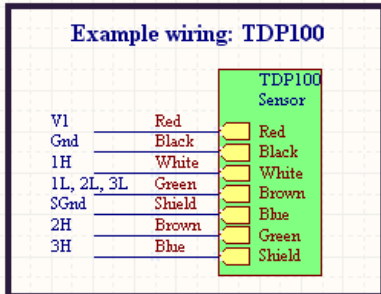 Example wiring: TDP100
TDP100
Sensor
V1 Red Red
Gnd Black Black
1H White White
1L, 2L, 3L Green Brown
SGnd Shield Blue
2H Brown Green
3H Blue Shield